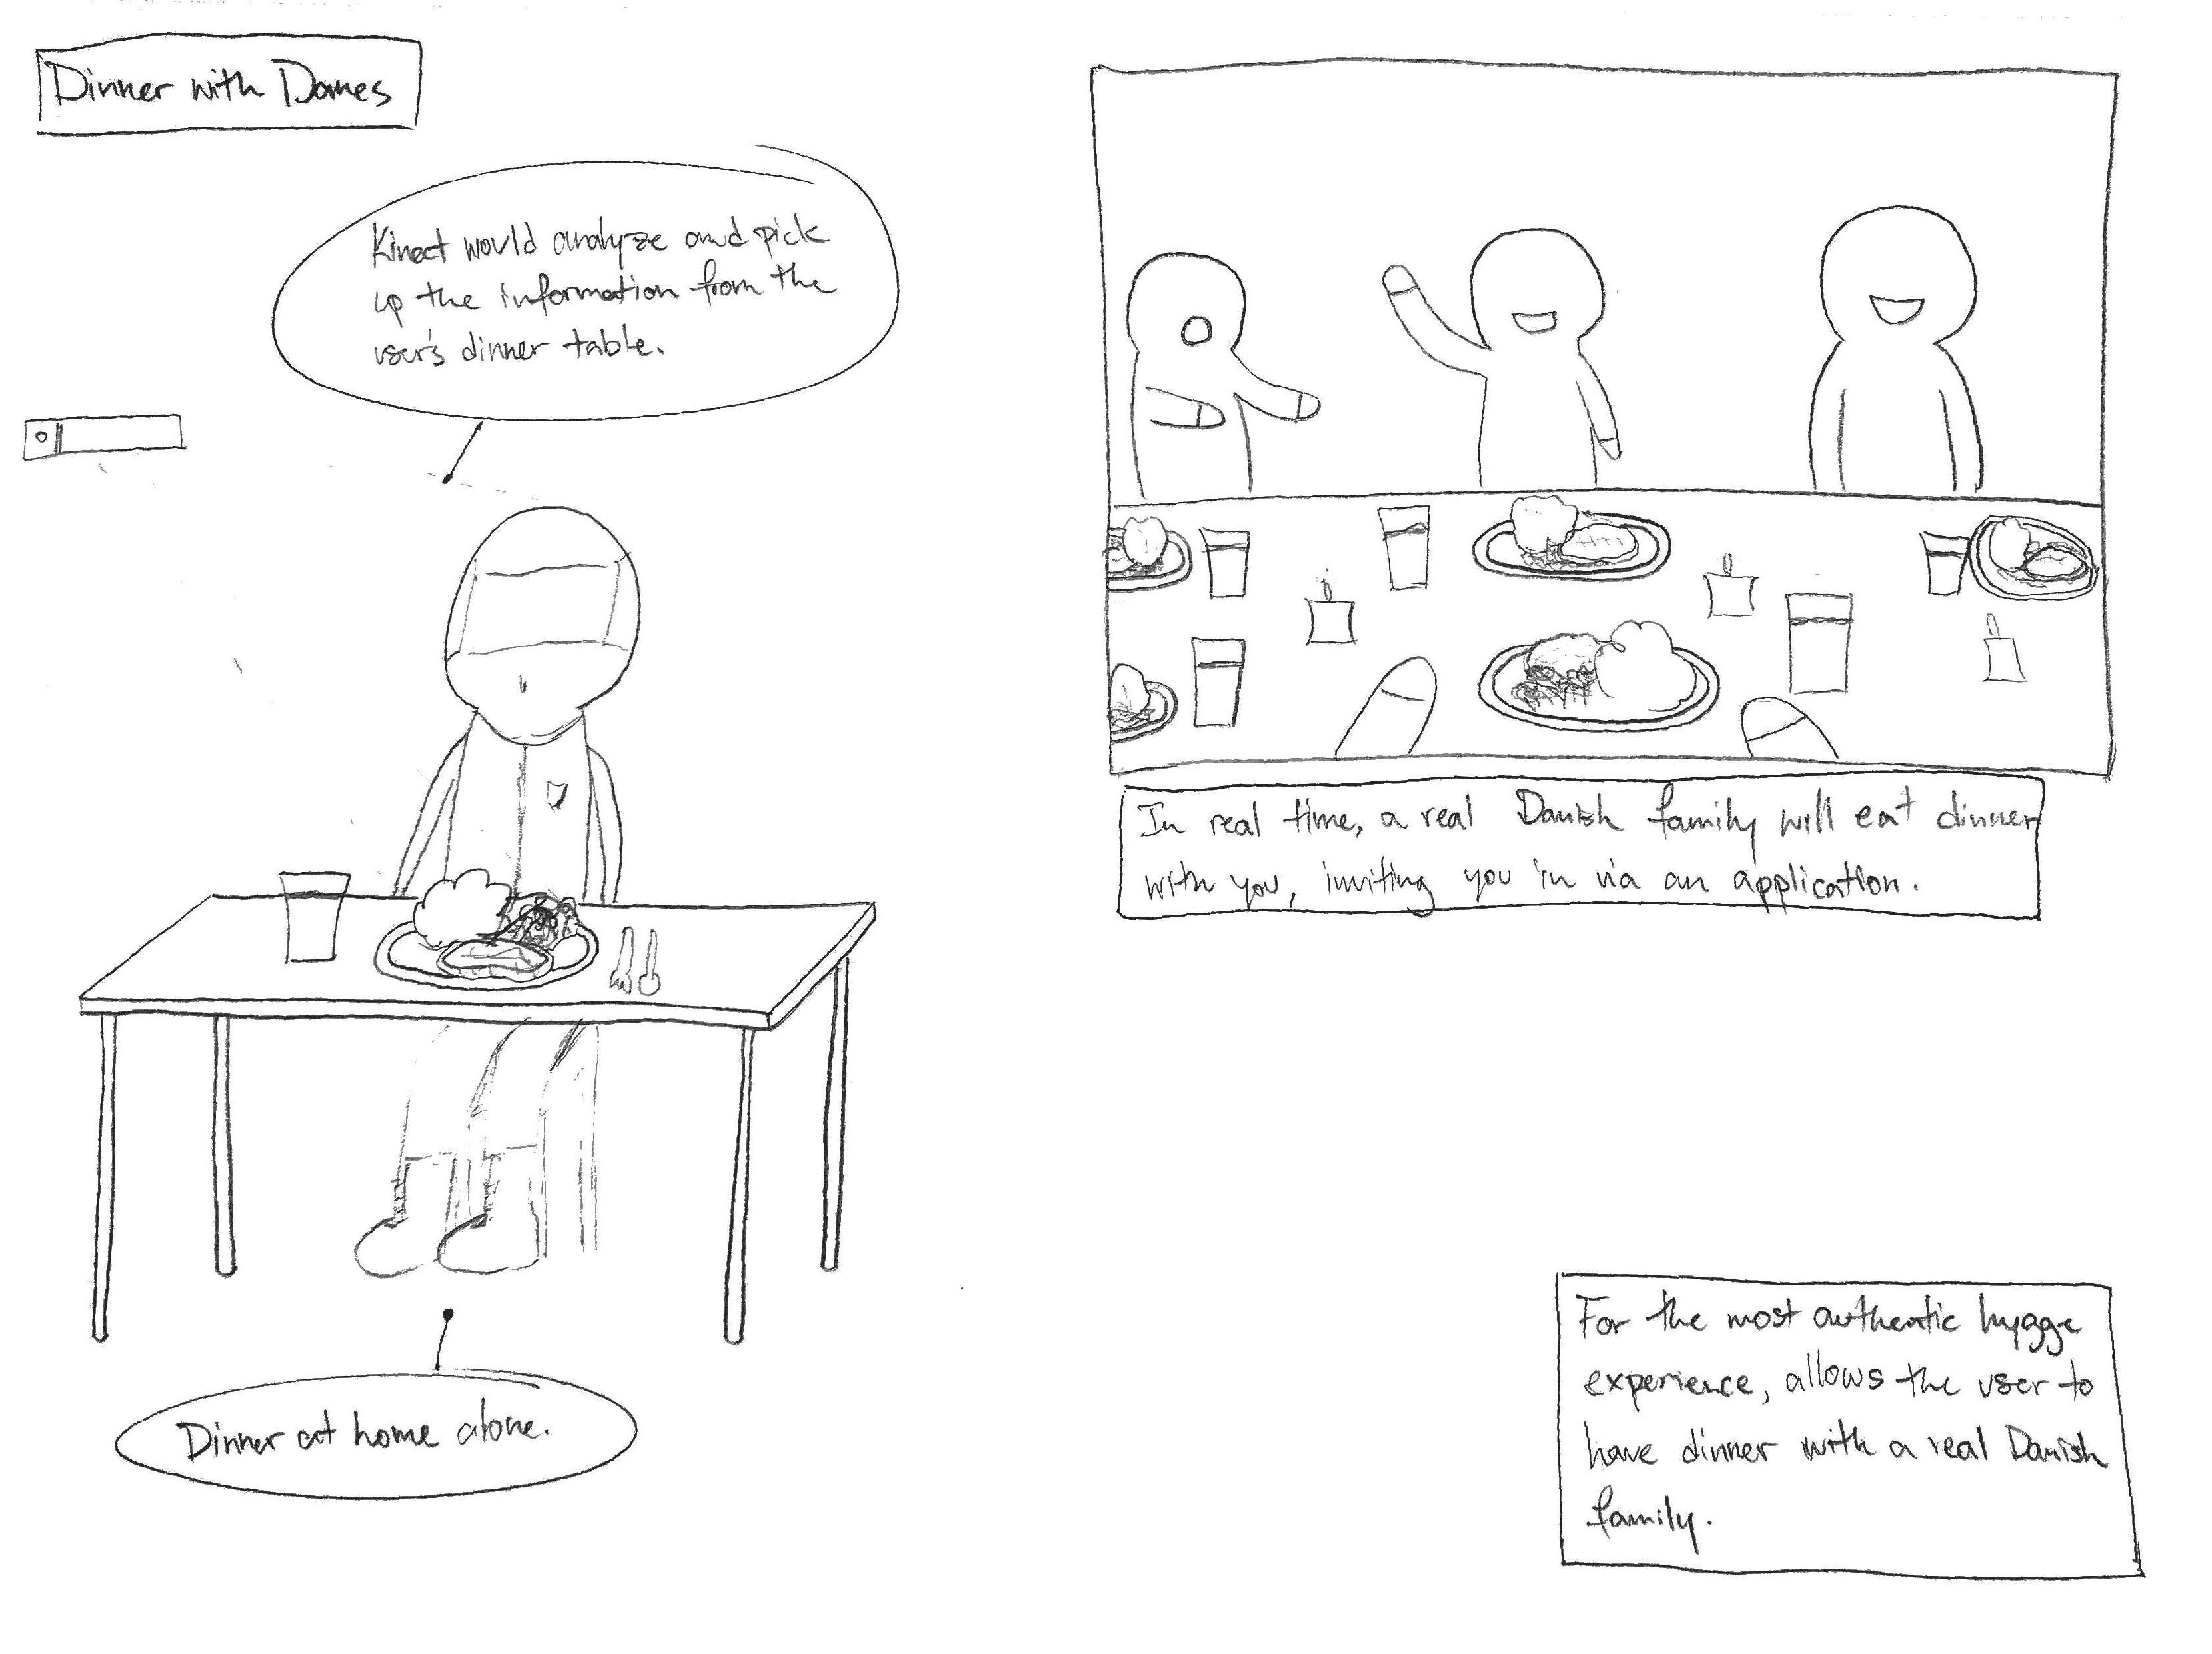 Dinner with Danes
Kinect would analyze and pick
up the information from the
user's dinner table.
In real time, a real Danish family will eat dinner
with you, inviting you in via an application.
Dinner at home alone.
For the most authentic hygge
experience, allows the user to
have dinner with a real Danish
family.